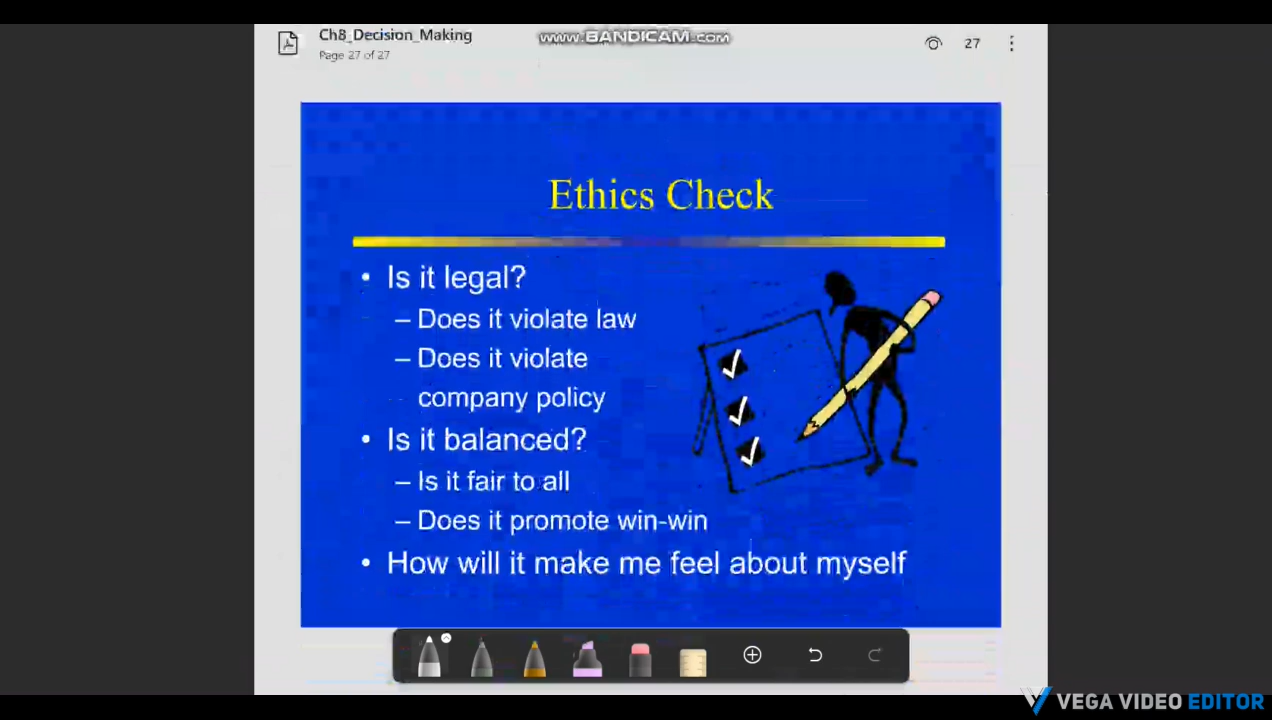 Ch8_Decision_Making
www.BANDICAM.com
27
Page 27 of 27
Ethics Check
• Is it legal?
– Does it violate law
– Does it violate
company policy
• Is it balanced?
– Is it fair to all
– Does it promote win-win
• How will it make me feel about myself
VEGA VIDEO EDITOR